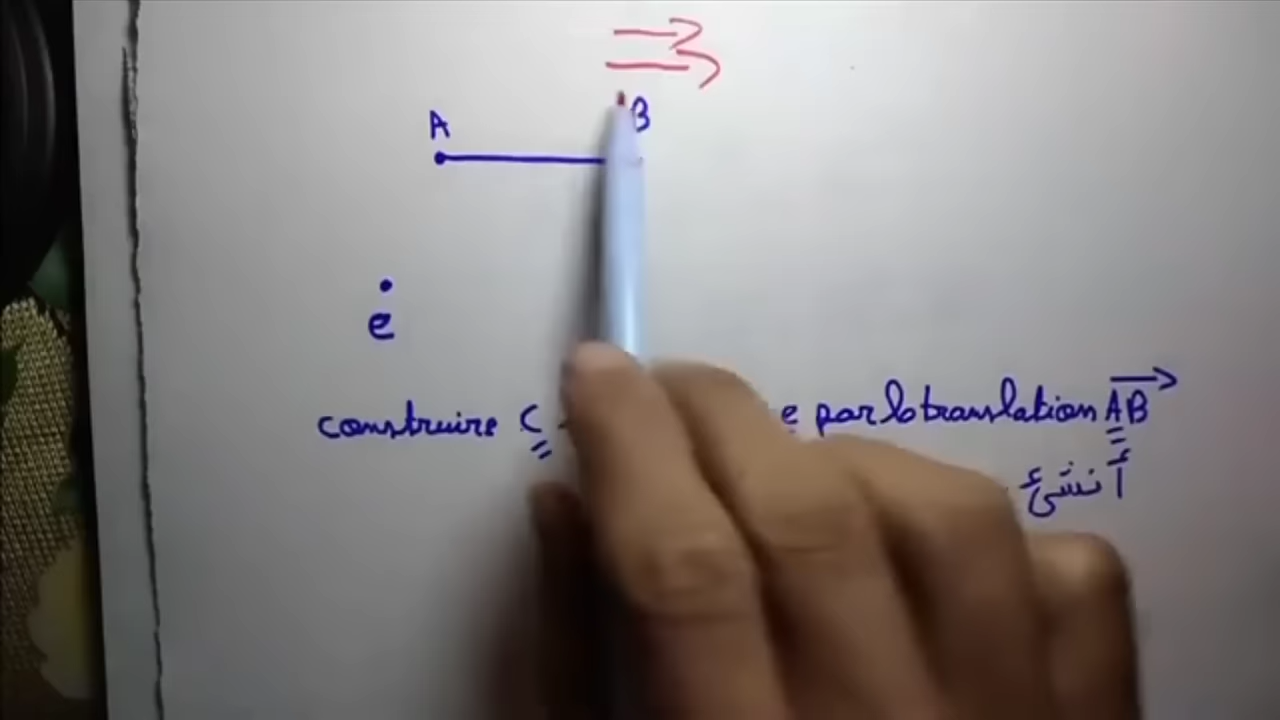 A B
e
construire C e par la translation AB
أنشئ